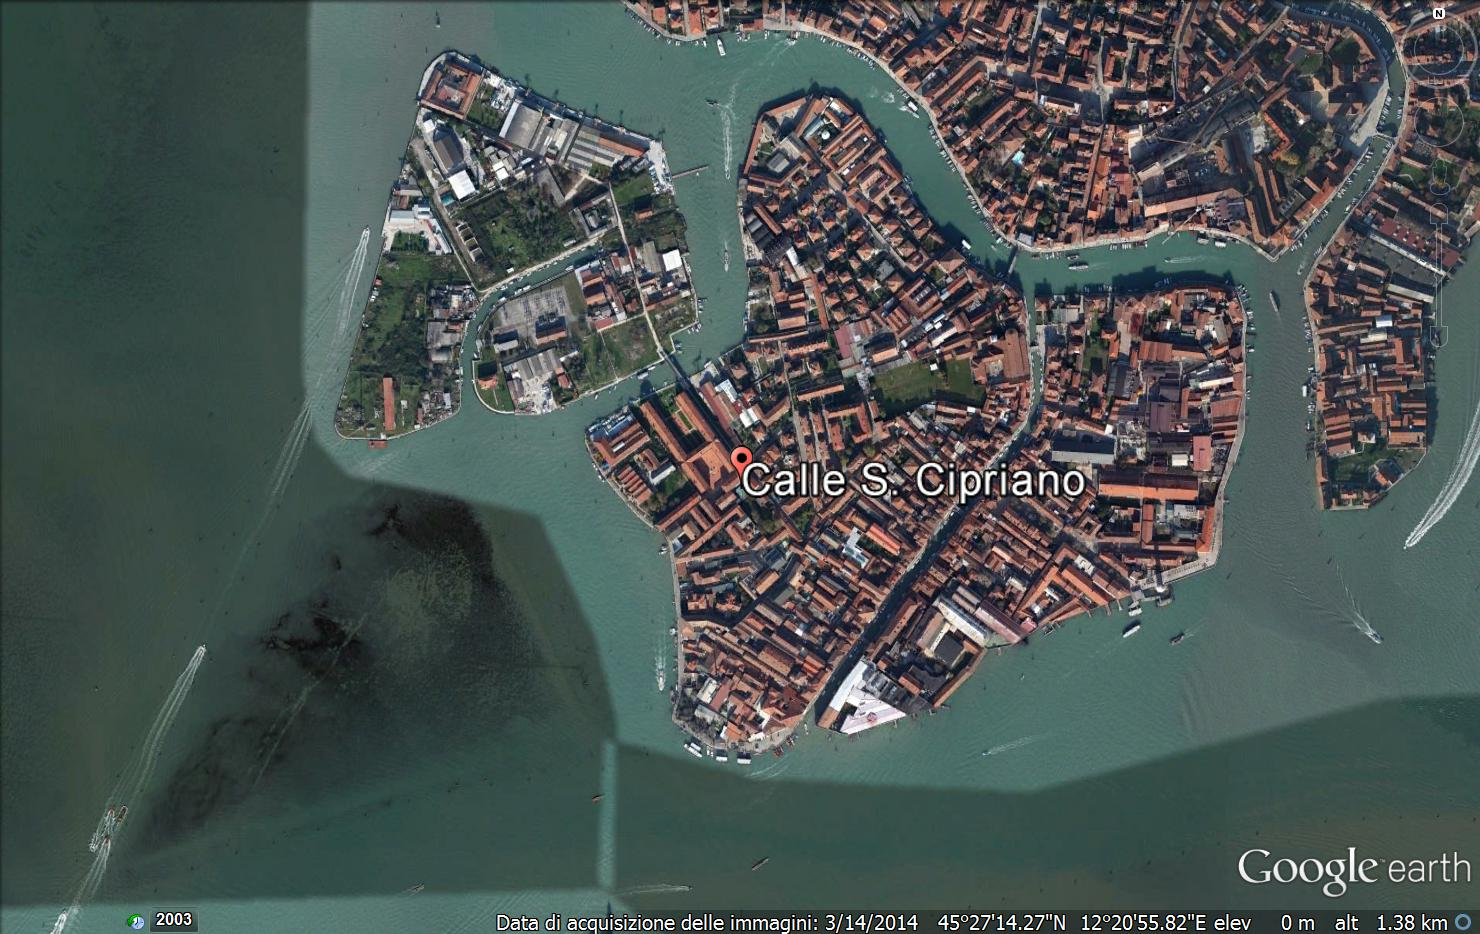 N
Calle S. Cipriano
Google earth
2003
Data di acquisizione delle immagini: 3/14/2014 45°27'14.27"N 12°20'55.82"E elev 0 m alt 1.38 km